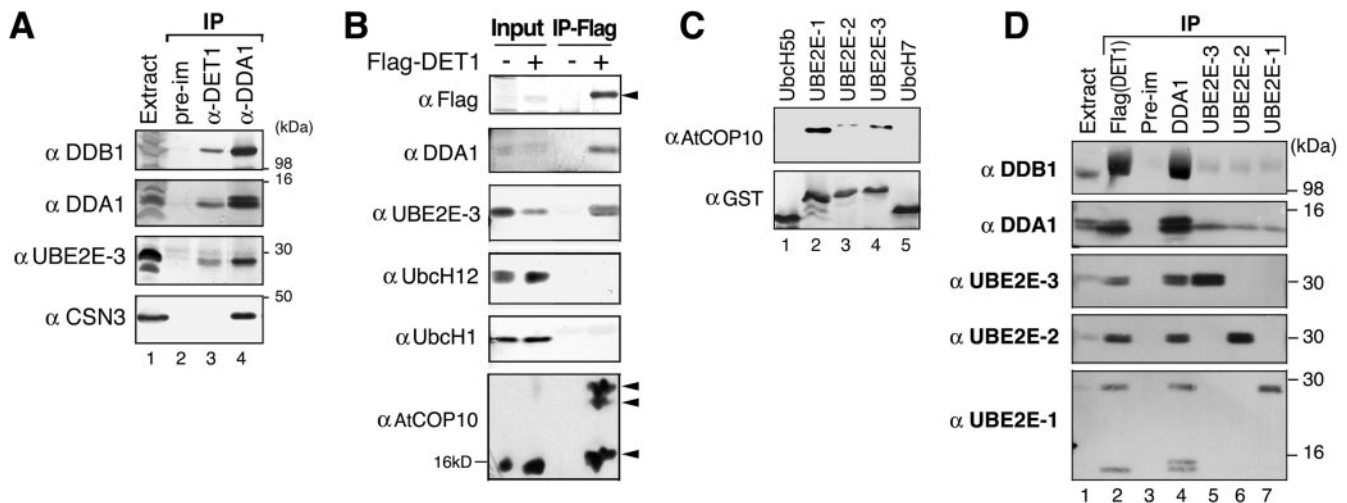 A
IP
Extract
pre-im
α-DET1
α-DDA1
(kDa)
α DDB1
98
16
α DDA1
30
α UBE2E-3
50
α CSN3
1 2 3 4
B
Input IP-Flag
Flag-DET1 - + - +
α Flag
α DDA1
α UBE2E-3
α UbcH12
α UbcH1
α AtCOP10
16kD
C
UbcH5b
UBE2E-1
UBE2E-2
UBE2E-3
UbcH7
α AtCOP10
α GST
1 2 3 4 5
D
IP
Extract
Flag(DET1)
Pre-im
DDA1
UBE2E-3
UBE2E-2
UBE2E-1
(kDa)
α DDB1
98
16
α DDA1
α UBE2E-3
30
α UBE2E-2
30
30
α UBE2E-1
16
1 2 3 4 5 6 7